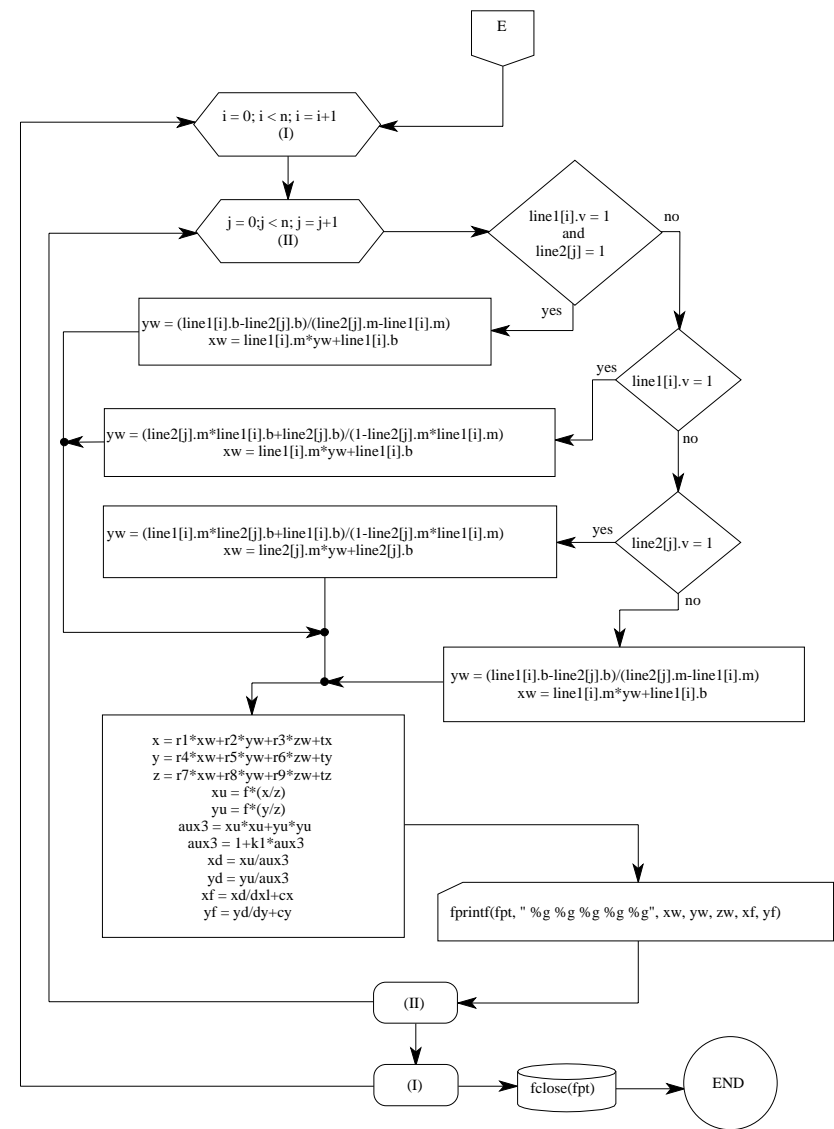 E
i = 0; i < n; i = i+1
(I)
j = 0;j < n; j = j+1
(II)
line1[i].v = 1
and
line2[j] = 1
no
yes
yw = (line1[i].b-line2[j].b)/(line2[j].m-line1[i].m)
xw = line1[i].m*yw+line1[i].b
line1[i].v = 1
yes
no
yw = (line2[j].m*line1[i].b+line2[j].b)/(1-line2[j].m*line1[i].m)
xw = line1[i].m*yw+line1[i].b
line2[j].v = 1
yes
no
yw = (line1[i].m*line2[j].b+line1[i].b)/(1-line2[j].m*line1[i].m)
xw = line2[j].m*yw+line2[j].b
yw = (line1[i].b-line2[j].b)/(line2[j].m-line1[i].m)
xw = line1[i].m*yw+line1[i].b
x = r1*xw+r2*yw+r3*zw+tx
y = r4*xw+r5*yw+r6*zw+ty
z = r7*xw+r8*yw+r9*zw+tz
xu = f*(x/z)
yu = f*(y/z)
aux3 = xu*xu+yu*yu
aux3 = 1+k1*aux3
xd = xu/aux3
yd = yu/aux3
xf = xd/dxl+cx
yf = yd/dy+cy
fprintf(fpt, " %g %g %g %g %g", xw, yw, zw, xf, yf)
(II)
(I)
fclose(fpt)
END